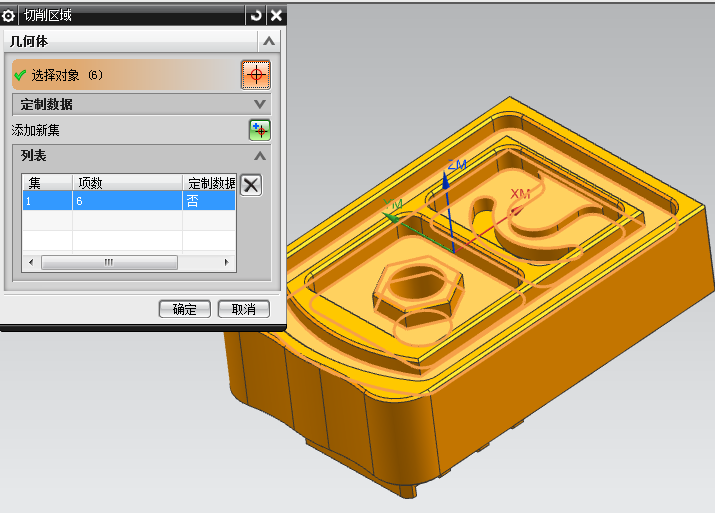 切削区域
几何体
选择对象 (6)
定制数据
添加新集
列表
集 项数 定制数据
1 6 否
确定 取消
ZM
XM
YM